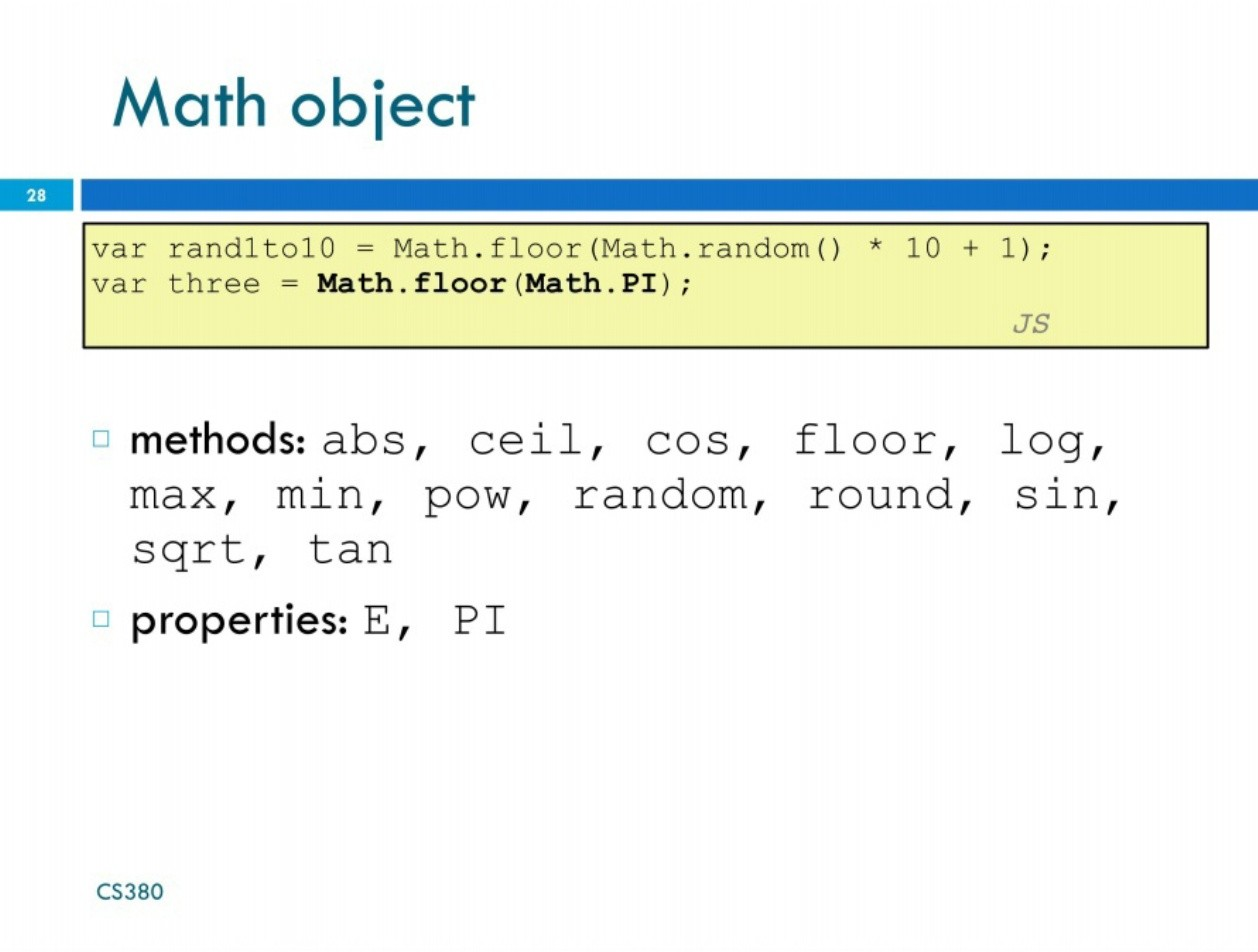 Math object
28
var rand1to10 = Math.floor(Math.random() * 10 + 1);
var three = Math.floor(Math.PI);
JS
methods: abs, ceil, cos, floor, log,
max, min, pow, random, round, sin,
sqrt, tan
properties: E, PI
CS380